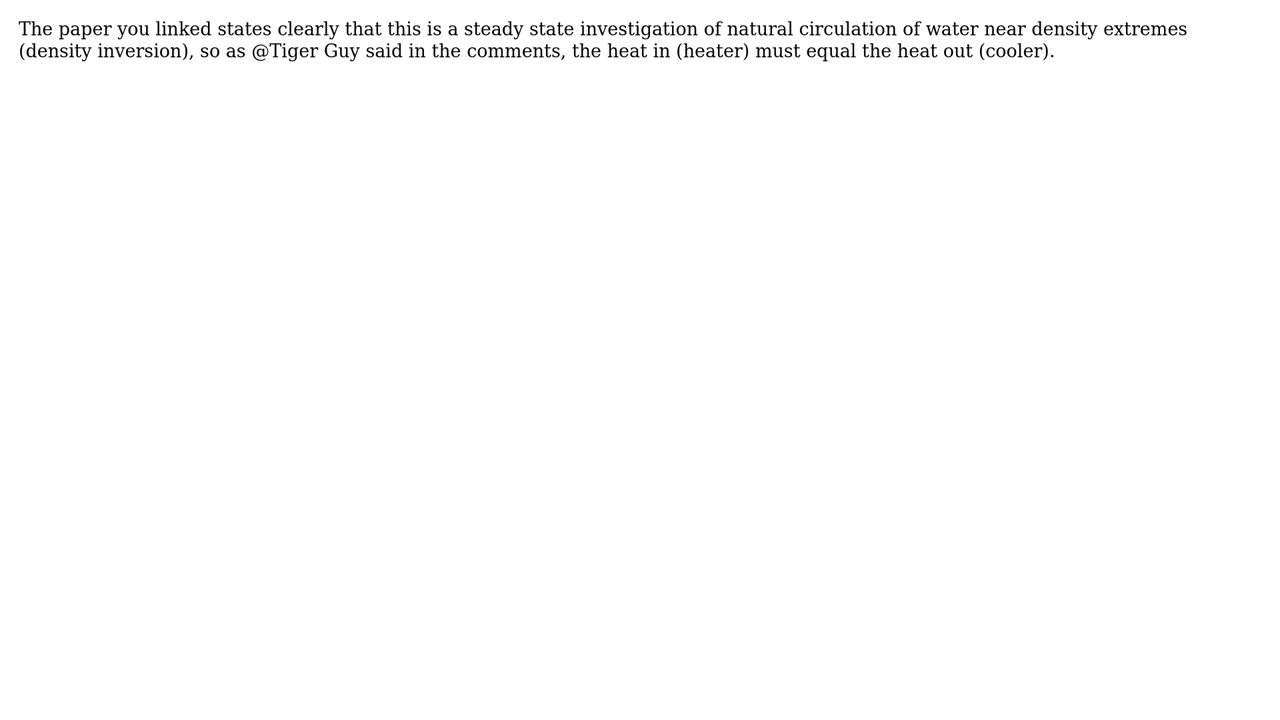 The paper you linked states clearly that this is a steady state investigation of natural circulation of water near density extremes
(density inversion), so as @Tiger Guy said in the comments, the heat in (heater) must equal the heat out (cooler).